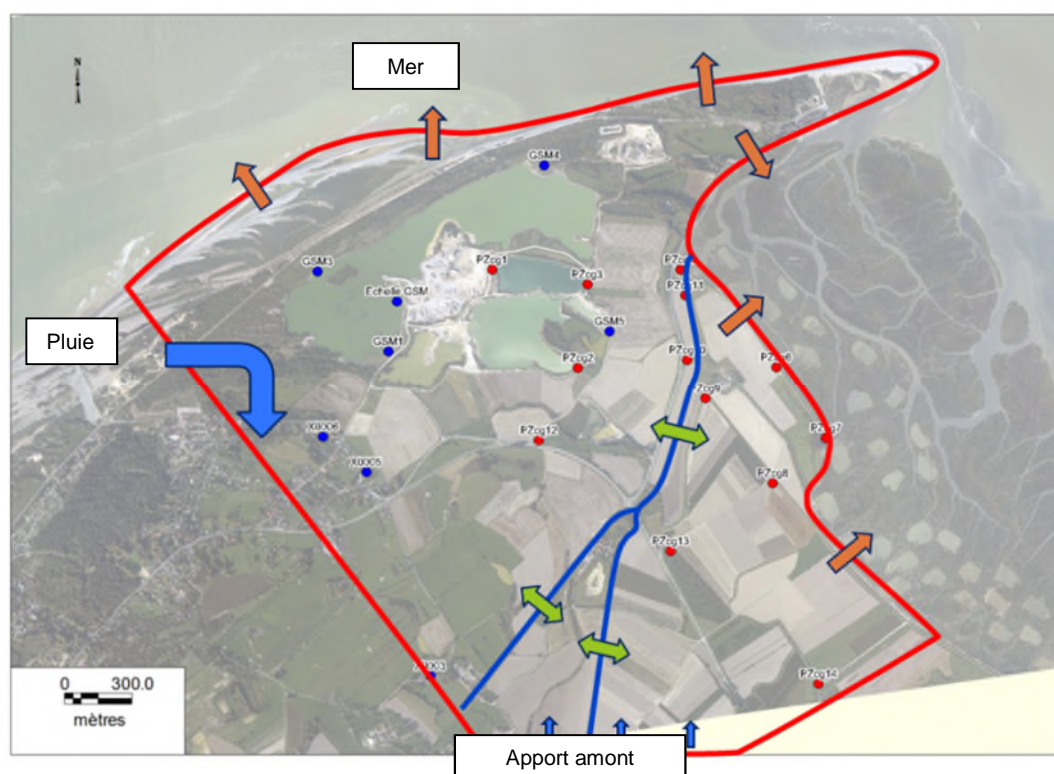 N
Mer
GSM4
GSM3
PZcg1
PZcg3
Echelle GSM
GSM1
GSM5
PZcg11
Pluie
PZcg2
PZcg12
PZcg7
PZcg8
PZcg13
PZcg14
0 300.0
mètres
Apport amont